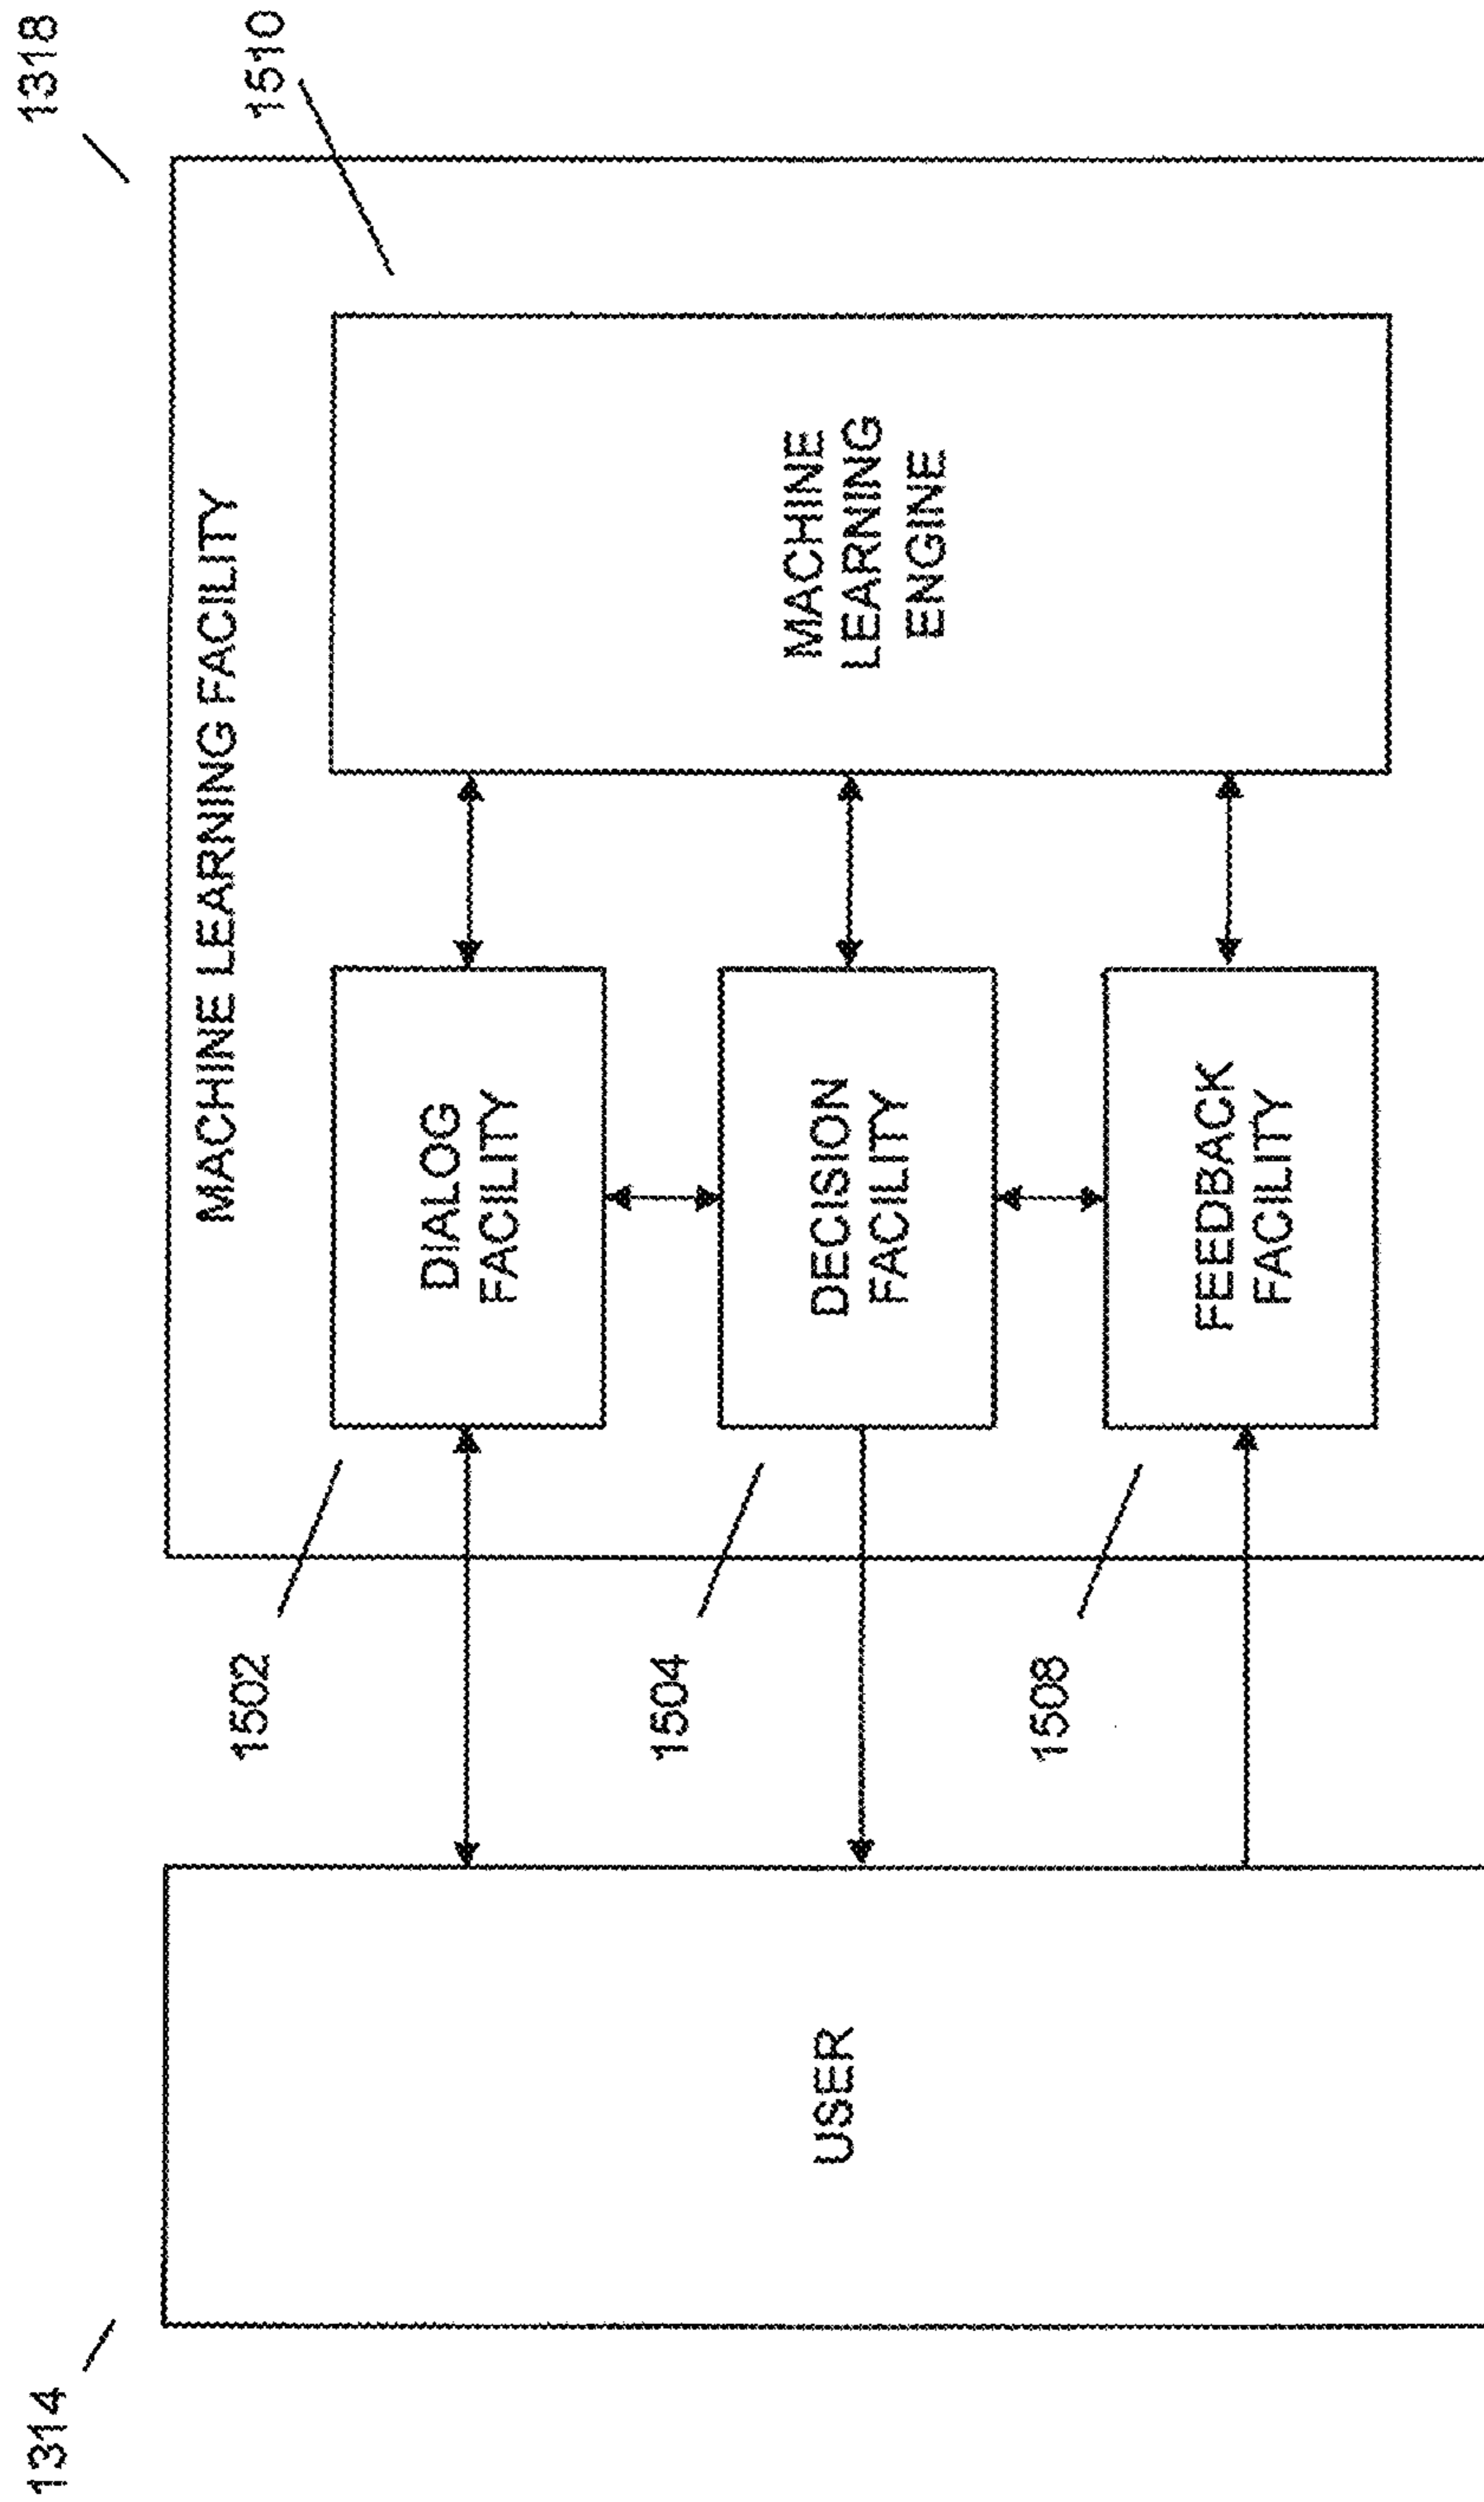 1314
1318
MACHINE LEARNING FACILITY
1510
1502
DIALOG
FACILITY
USER
1504
DECISION
FACILITY
MACHINE
LEARNING
ENGINE
1508
FEEDBACK
FACILITY